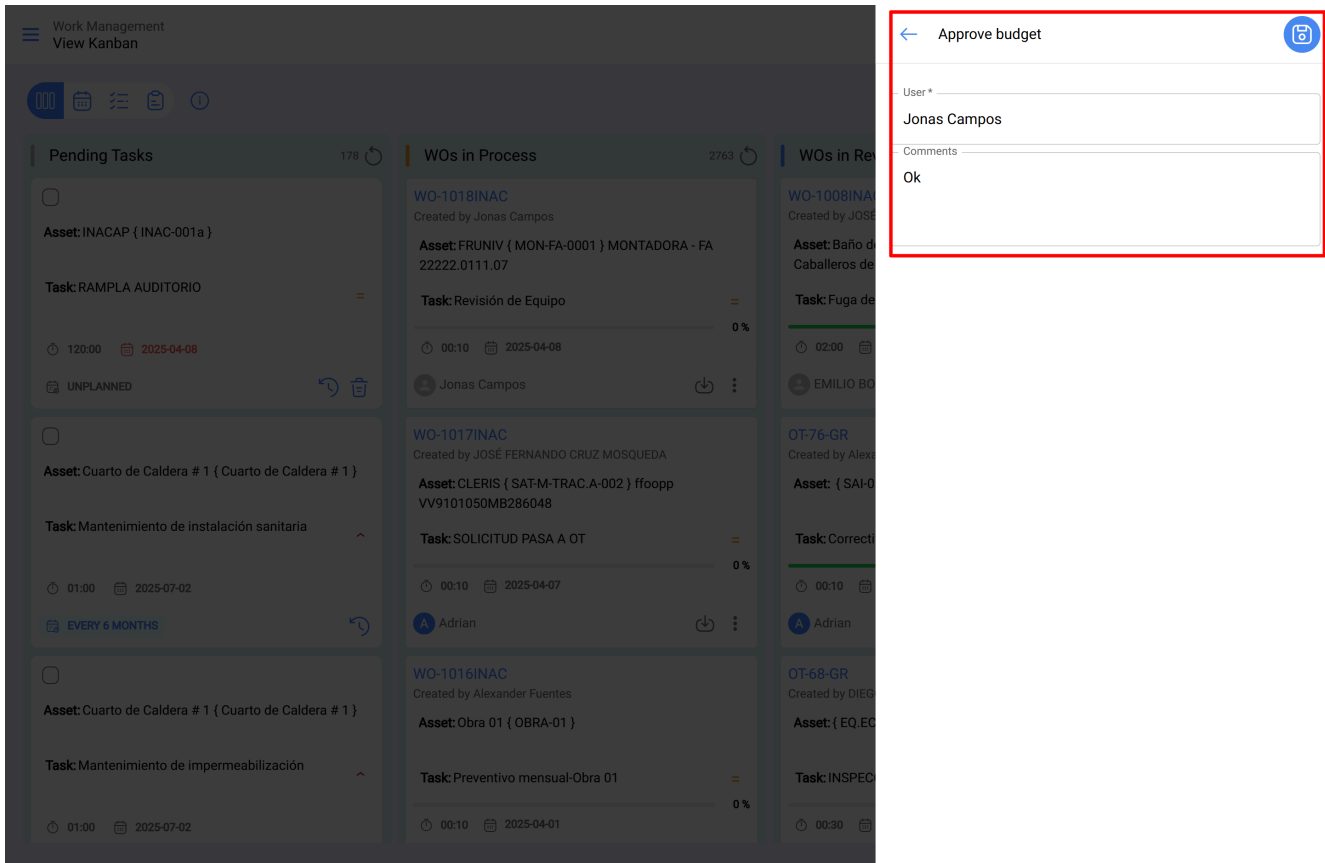 Work Management
View Kanban
Pending Tasks
178
Asset: INACAP { INAC-001a }
Task: RAMPLA AUDITORIO
=
120:00 2025-04-08
UNPLANNED
Asset: Cuarto de Caldera # 1 { Cuarto de Caldera # 1 }
Task: Mantenimiento de instalación sanitaria
01:00 2025-07-02
EVERY 6 MONTHS
Asset: Cuarto de Caldera # 1 { Cuarto de Caldera # 1 }
Task: Mantenimiento de impermeabilización
01:00 2025-07-02
WOs in Process
2763
WO-1018INAC
Created by Jonas Campos
Asset: FRUNIV { MON-FA-0001 } MONTADORA - FA
22222.0111.07
Task: Revisión de Equipo
=
0 %
00:10 2025-04-08
Jonas Campos
WO-1017INAC
Created by JOSÉ FERNANDO CRUZ MOSQUEDA
Asset: CLERIS { SAT-M-TRAC.A-002 } ffoopp
VV9101050MB286048
Task: SOLICITUD PASA A OT
=
0 %
00:10 2025-04-07
A Adrian
WO-1016INAC
Created by Alexander Fuentes
Asset: Obra 01 { OBRA-01 }
Task: Preventivo mensual-Obra 01
=
0 %
00:10 2025-04-01
WOs in Rev
WO-1008INA
Created by JOSÉ
Asset: Baño d
Caballeros de
Task: Fuga de
02:00
EMILIO BO
OT-76-GR
Created by Alexa
Asset: { SAI-0
Task: Correcti
00:10
A Adrian
OT-68-GR
Created by DIEG
Asset: { EQ.EC
Task: INSPEC
00:30
Approve budget
User *
Jonas Campos
Comments
Ok